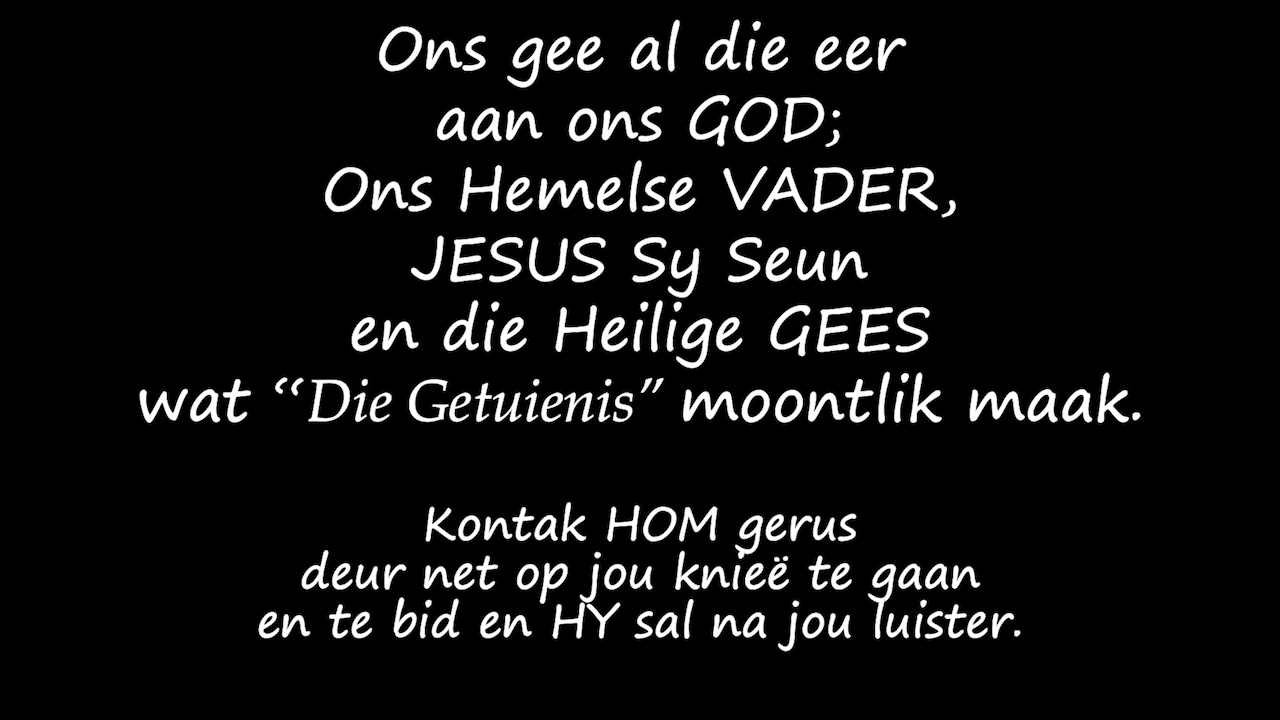 Ons gee al die eer
aan ons GOD;
Ons Hemelse VADER,
JESUS Sy Seun
en die Heilige GEES
wat “Die Getuienis” moontlik maak.
Kontak HOM gerus
deur net op jou knieë te gaan
en te bid en HY sal na jou luister.